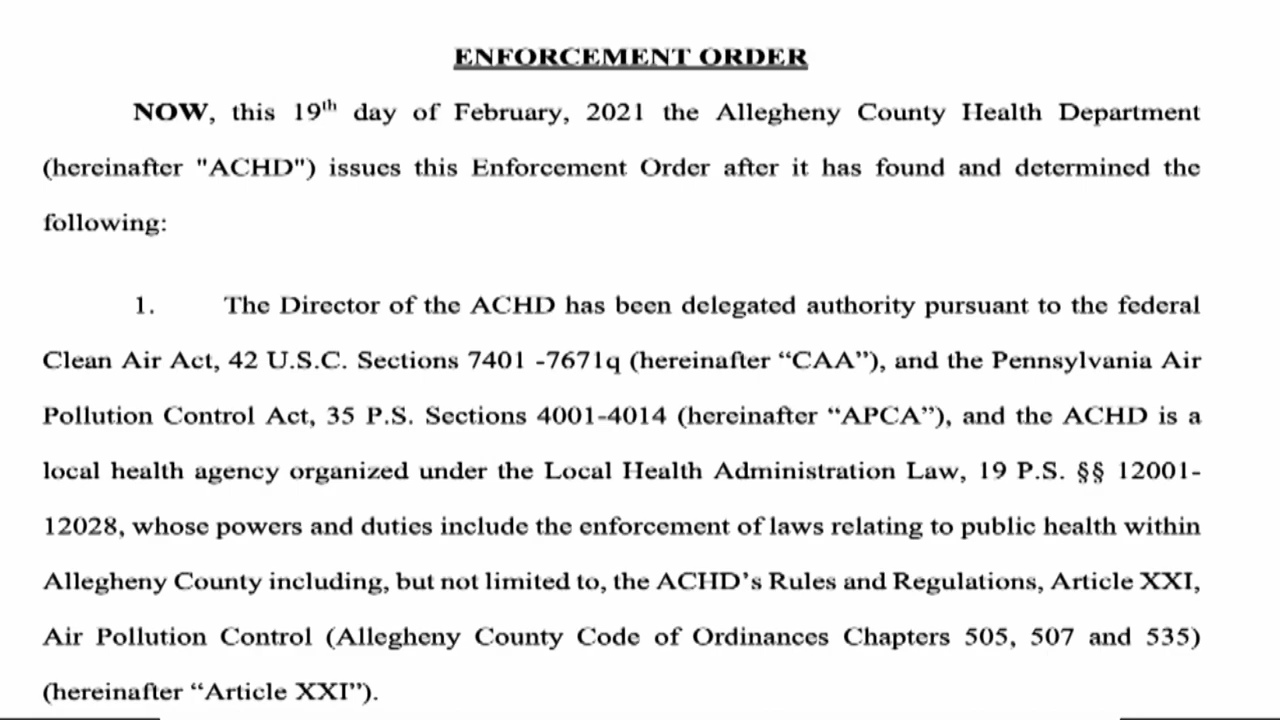 ENFORCEMENT ORDER
NOW, this 19th day of February, 2021 the Allegheny County Health Department
(hereinafter "ACHD") issues this Enforcement Order after it has found and determined the
following:
1. The Director of the ACHD has been delegated authority pursuant to the federal
Clean Air Act, 42 U.S.C. Sections 7401 -7671q (hereinafter “CAA”), and the Pennsylvania Air
Pollution Control Act, 35 P.S. Sections 4001-4014 (hereinafter “APCA”), and the ACHD is a
local health agency organized under the Local Health Administration Law, 19 P.S. §§ 12001-
12028, whose powers and duties include the enforcement of laws relating to public health within
Allegheny County including, but not limited to, the ACHD’s Rules and Regulations, Article XXI,
Air Pollution Control (Allegheny County Code of Ordinances Chapters 505, 507 and 535)
(hereinafter “Article XXI”).